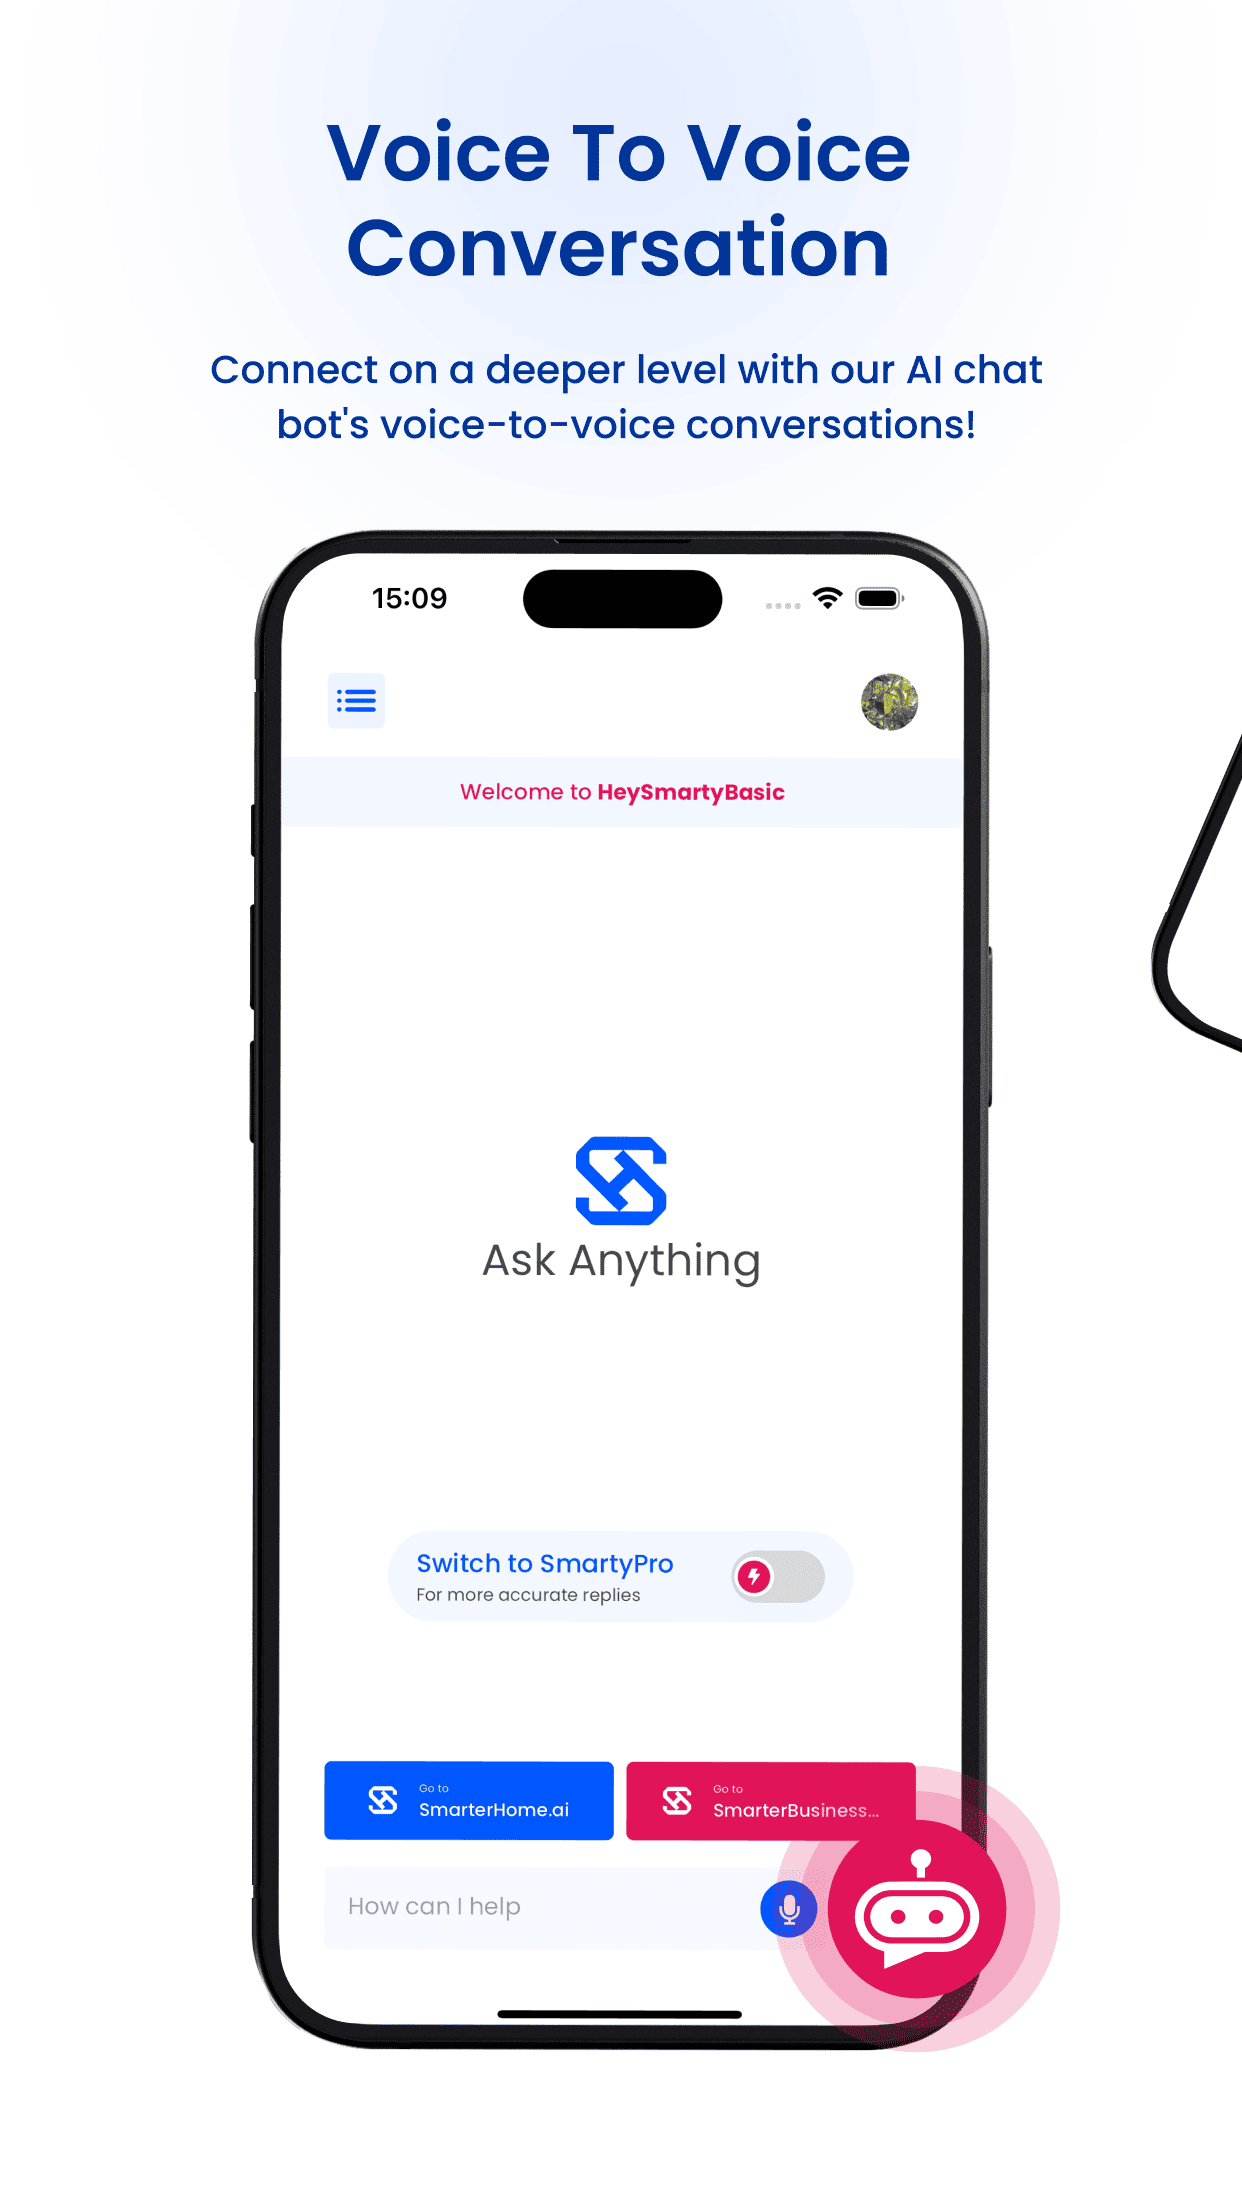 Voice To Voice
Conversation
Connect on a deeper level with our AI chat
bot's voice-to-voice conversations!
15:09
Welcome to HeySmartyBasic
Ask Anything
Switch to SmartyPro
For more accurate replies
Go to
SmarterHome.ai
Go to
SmarterBusiness...
How can I help